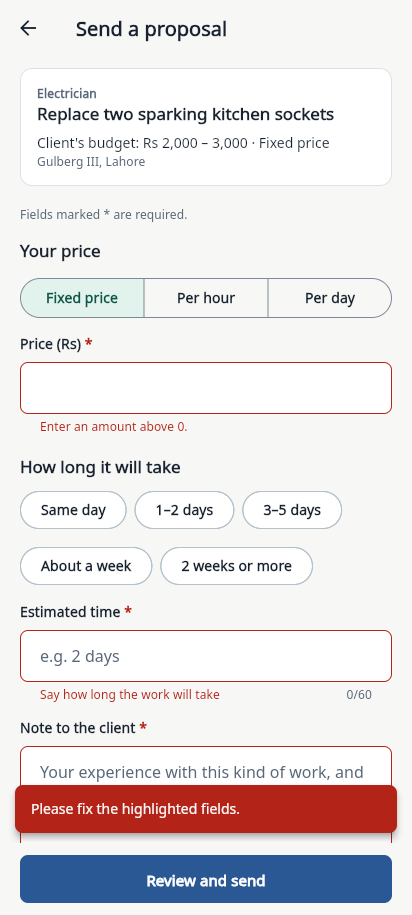 Send a proposal
Electrician
Replace two sparking kitchen sockets
Client's budget: Rs 2,000 – 3,000 · Fixed price
Gulberg III, Lahore
Fields marked * are required.
Your price
Fixed price
Per hour
Per day
Price (Rs) *
Enter an amount above 0.
How long it will take
Same day
1–2 days
3–5 days
About a week
2 weeks or more
Estimated time *
e.g. 2 days
Say how long the work will take
0/60
Note to the client *
Your experience with this kind of work, and
Please fix the highlighted fields.
Review and send